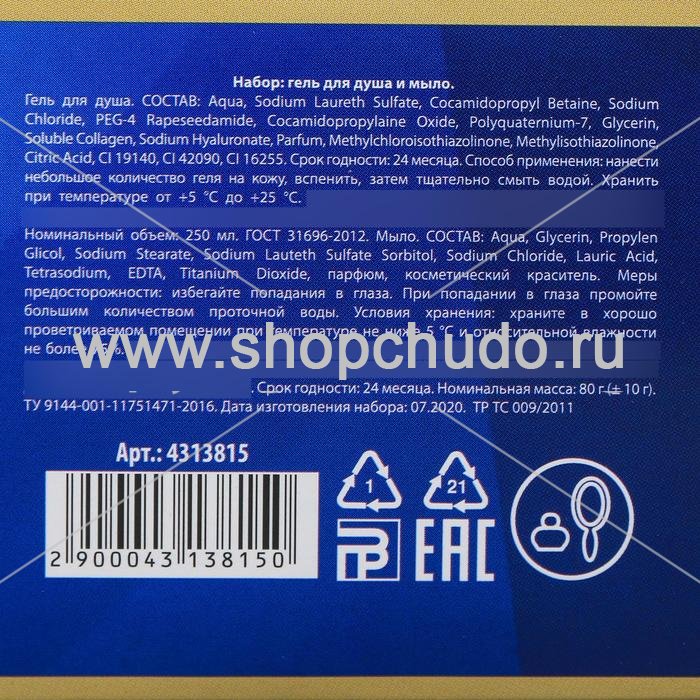 Набор: гель для душа и мыло.
Гель для душа. СОСТАВ: Aqua, Sodium Laureth Sulfate, Cocamidopropyl Betaine, Sodium
Chloride, PEG-4 Rapeseedamide, Cocamidopropylaine Oxide, Polyquaternium-7, Glycerin,
Soluble Collagen, Sodium Hyaluronate, Parfum, Methylchloroisothiazolinone, Methylisothiazolinone,
Citric Acid, CI 19140, CI 42090, CI 16255. Срок годности: 24 месяца. Способ применения: нанести
небольшое количество геля на кожу, вспенить, затем тщательно смыть водой. Хранить
при температуре от +5 °C до +25 °C.
Номинальный объем: 250 мл. ГОСТ 31696-2012. Мыло. СОСТАВ: Aqua, Glycerin, Propylen
Glicol, Sodium Stearate, Sodium Lauteth Sulfate Sorbitol, Sodium Chloride, Lauric Acid,
Tetrasodium, EDTA, Titanium Dioxide, парфюм, косметический краситель. Меры
предосторожности: избегайте попадания в глаза. При попадании в глаза промойте
большим количеством проточной воды. Условия хранения: храните в хорошо
проветриваемом помещении при температуре не ниже 5 °C и относительной влажности
не более
www.shopchudo.ru
. Срок годности: 24 месяца. Номинальная масса: 80 г (± 10 г).
ТУ 9144-001-11751471-2016. Дата изготовления набора: 07.2020. ТР ТС 009/2011
Арт.: 4313815
1
21
EAC
2 900043 138150